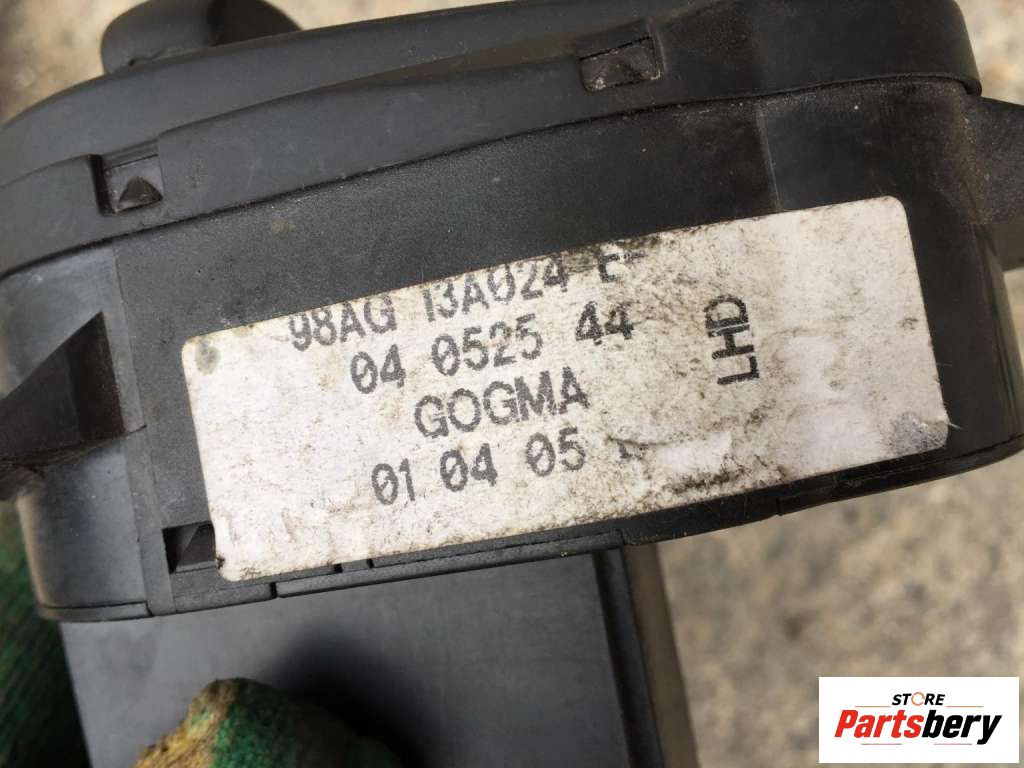 98AG 13A024 E
04 0525 44
GOGMA
01 04 05
LHD
STORE
Partsbery